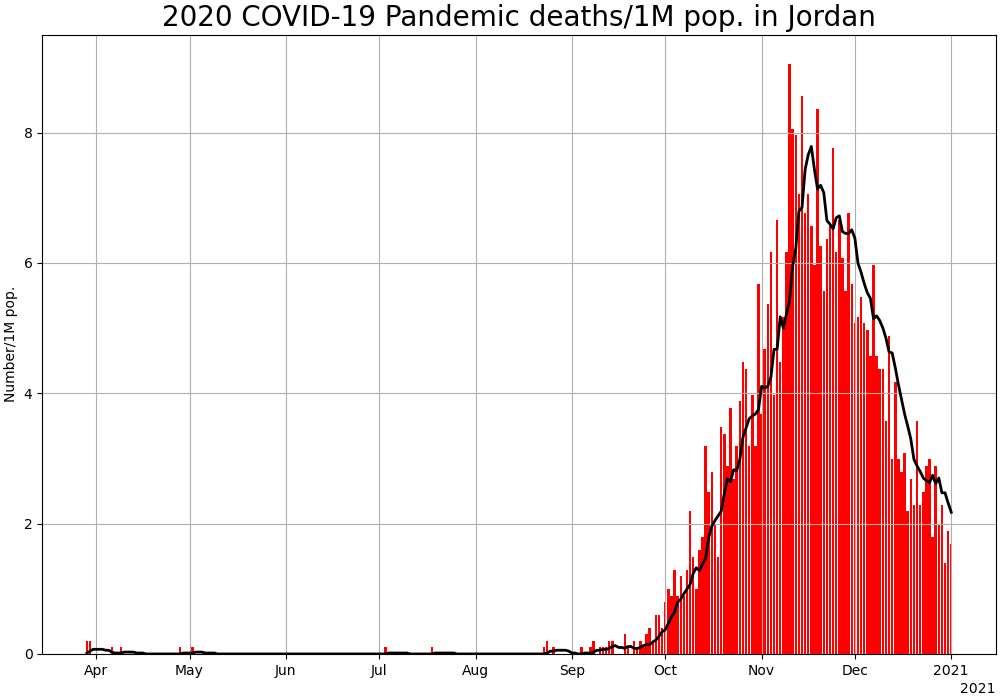 2020 COVID-19 Pandemic deaths/1M pop. in Jordan
Number/1M pop.
8
6
4
2
0
Apr May Jun Jul Aug Sep Oct Nov Dec 2021
2021